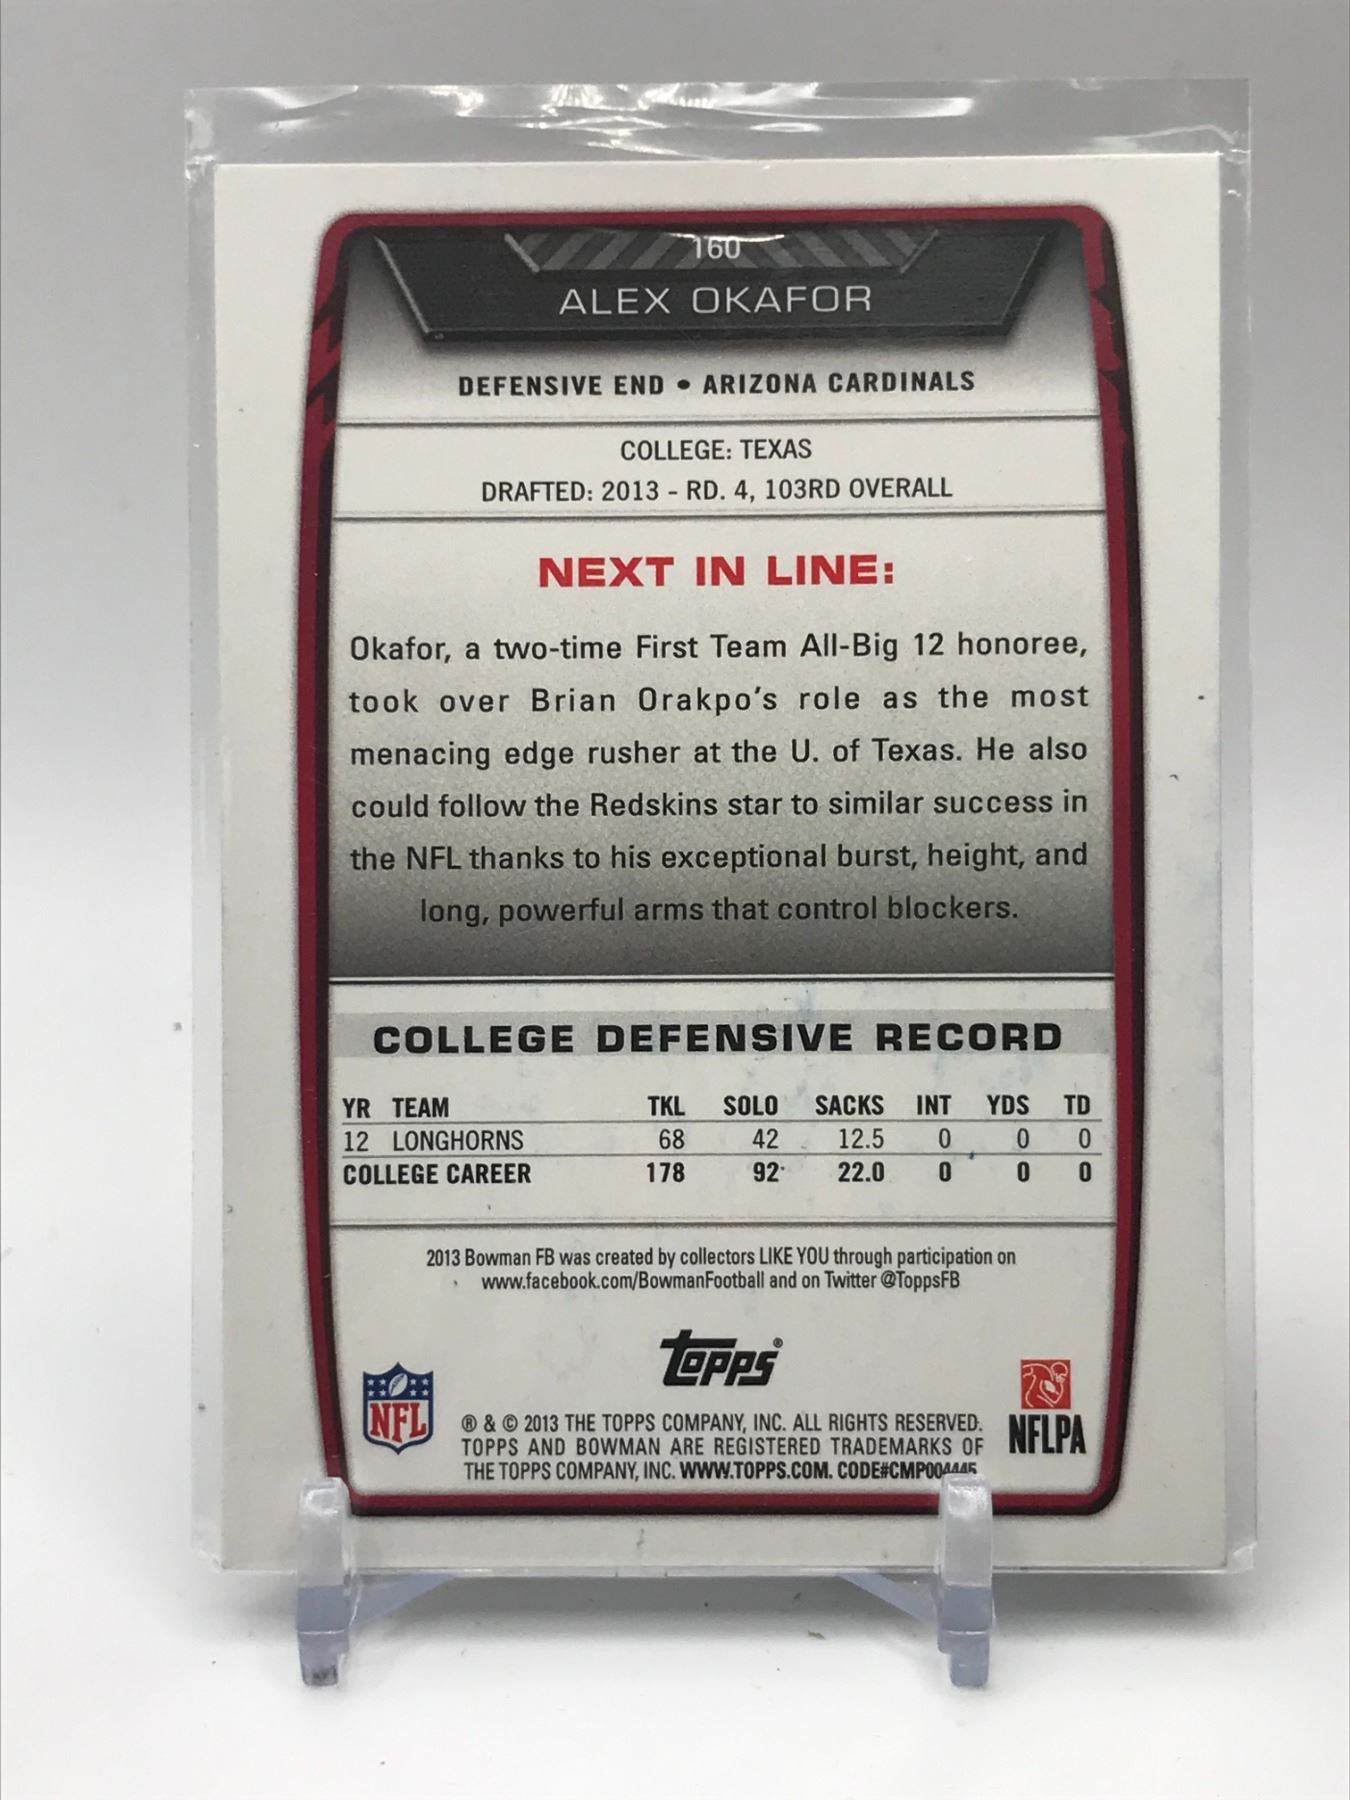 160
ALEX OKAFOR
DEFENSIVE END • ARIZONA CARDINALS
COLLEGE: TEXAS
DRAFTED: 2013 - RD. 4, 103RD OVERALL
NEXT IN LINE:
Okafor, a two-time First Team All-Big 12 honoree,
took over Brian Orakpo's role as the most
menacing edge rusher at the U. of Texas. He also
could follow the Redskins star to similar success in
the NFL thanks to his exceptional burst, height, and
long, powerful arms that control blockers.
COLLEGE DEFENSIVE RECORD
YR TEAM TKL SOLO SACKS INT YDS TD
12 LONGHORNS 68 42 12.5 0 0 0
COLLEGE CAREER 178 92 22.0 0 0 0
2013 Bowman FB was created by collectors LIKE YOU through participation on
www.facebook.com/BowmanFootball and on Twitter @ToppsFB
Topps®
NFL
® & © 2013 THE TOPPS COMPANY, INC. ALL RIGHTS RESERVED.
TOPPS AND BOWMAN ARE REGISTERED TRADEMARKS OF
THE TOPPS COMPANY, INC. WWW.TOPPS.COM. CODE#CMP004445
NFLPA